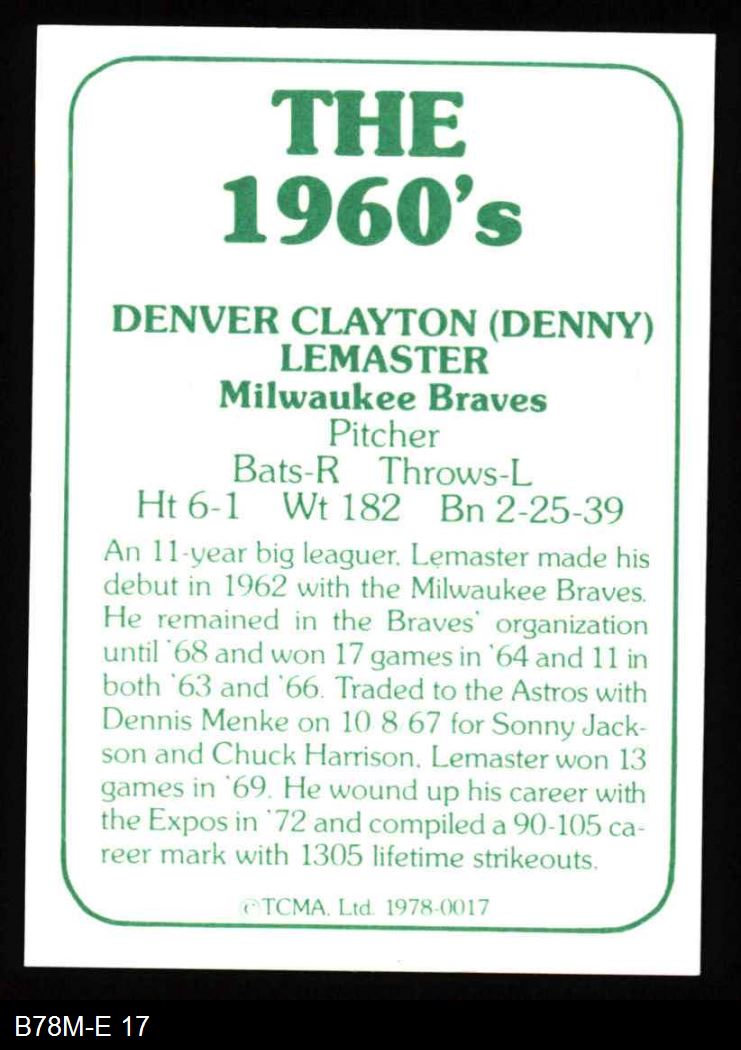 THE
1960's
DENVER CLAYTON (DENNY)
LEMASTER
Milwaukee Braves
Pitcher
Bats-R Throws-L
Ht 6-1 Wt 182 Bn 2-25-39
An 11-year big leaguer, Lemaster made his
debut in 1962 with the Milwaukee Braves.
He remained in the Braves' organization
until '68 and won 17 games in '64 and 11 in
both '63 and '66. Traded to the Astros with
Dennis Menke on 10 8 67 for Sonny Jack-
son and Chuck Harrison, Lemaster won 13
games in '69. He wound up his career with
the Expos in '72 and compiled a 90-105 ca-
reer mark with 1305 lifetime strikeouts.
©TCMA, Ltd. 1978-0017
B78M-E 17